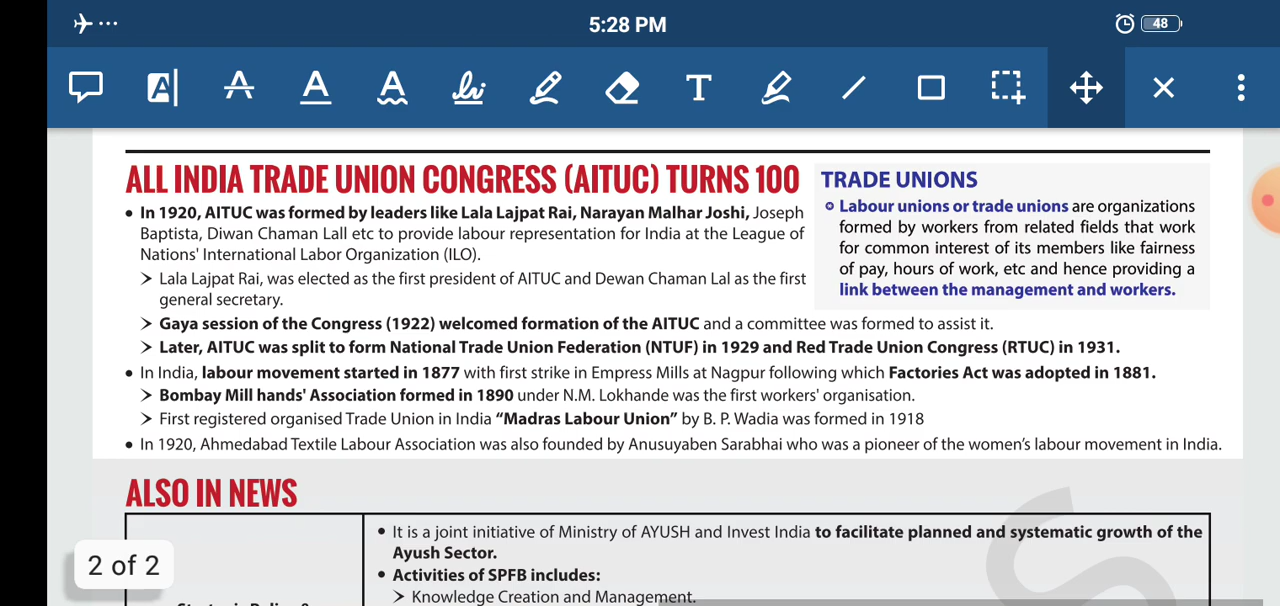 5:28 PM
48
ALL INDIA TRADE UNION CONGRESS (AITUC) TURNS 100
• In 1920, AITUC was formed by leaders like Lala Lajpat Rai, Narayan Malhar Joshi, Joseph
Baptista, Diwan Chaman Lall etc to provide labour representation for India at the League of
Nations' International Labor Organization (ILO).
➢ Lala Lajpat Rai, was elected as the first president of AITUC and Dewan Chaman Lal as the first
general secretary.
TRADE UNIONS
Labour unions or trade unions are organizations
formed by workers from related fields that work
for common interest of its members like fairness
of pay, hours of work, etc and hence providing a
link between the management and workers.
➢ Gaya session of the Congress (1922) welcomed formation of the AITUC and a committee was formed to assist it.
➢ Later, AITUC was split to form National Trade Union Federation (NTUF) in 1929 and Red Trade Union Congress (RTUC) in 1931.
• In India, labour movement started in 1877 with first strike in Empress Mills at Nagpur following which Factories Act was adopted in 1881.
➢ Bombay Mill hands' Association formed in 1890 under N.M. Lokhande was the first workers' organisation.
➢ First registered organised Trade Union in India “Madras Labour Union” by B. P. Wadia was formed in 1918
• In 1920, Ahmedabad Textile Labour Association was also founded by Anusuyaben Sarabhai who was a pioneer of the women's labour movement in India.
ALSO IN NEWS
• It is a joint initiative of Ministry of AYUSH and Invest India to facilitate planned and systematic growth of the
Ayush Sector.
• Activities of SPFB includes:
➢ Knowledge Creation and Management.
2 of 2